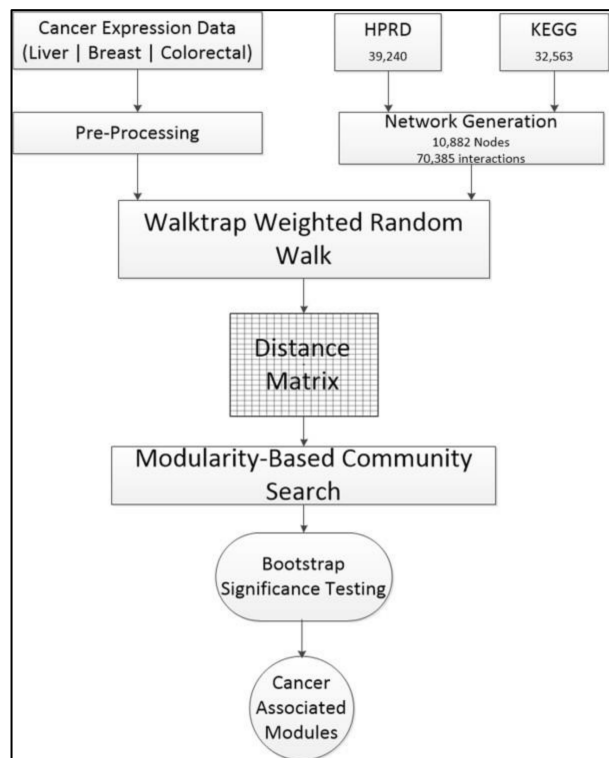 Cancer Expression Data
(Liver | Breast | Colorectal)
HPRD
39,240
KEGG
32,563
Pre-Processing
Network Generation
10,882 Nodes
70,385 interactions
Walktrap Weighted Random
Walk
Distance
Matrix
Modularity-Based Community
Search
Bootstrap
Significance Testing
Cancer
Associated
Modules